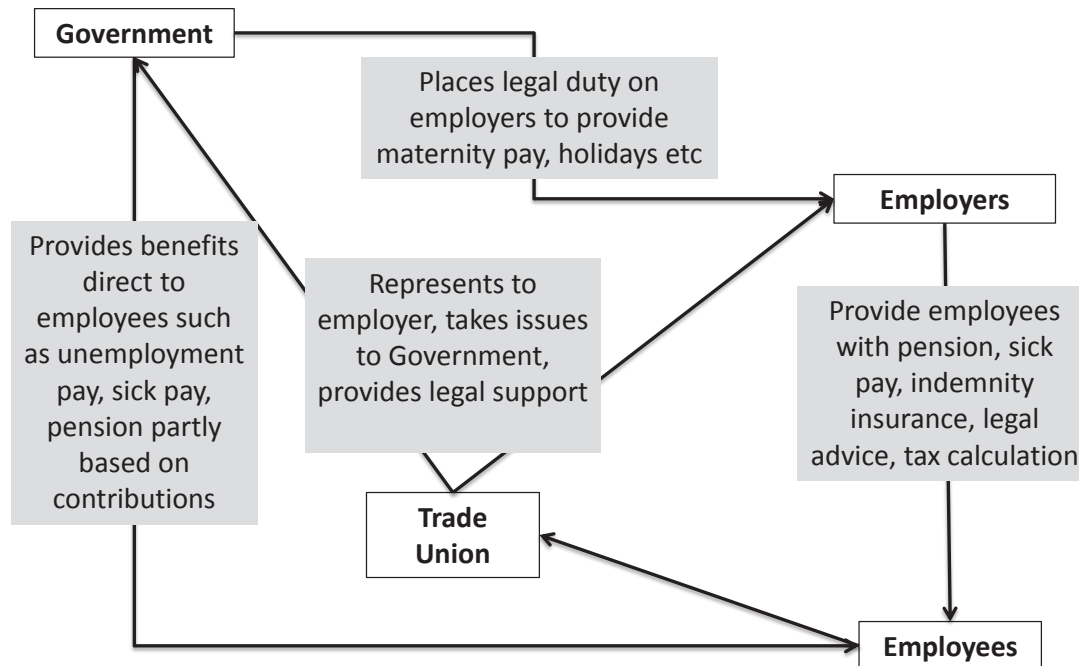 Government
Places legal duty on
employers to provide
maternity pay, holidays etc
Employers
Provides benefits
direct to
employees such
as unemployment
pay, sick pay,
pension partly
based on
contributions
Represents to
employer, takes issues
to Government,
provides legal support
Provide employees
with pension, sick
pay, indemnity
insurance, legal
advice, tax calculation
Trade
Union
Employees